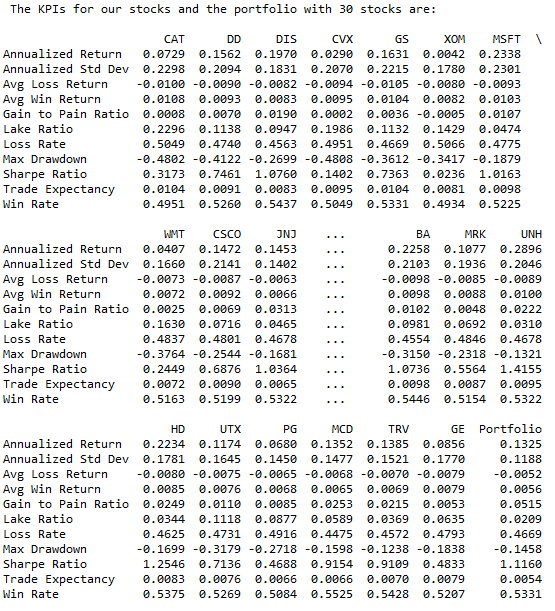 The KPIs for our stocks and the portfolio with 30 stocks are:
CAT DD DIS CVX GS XOM MSFT \
Annualized Return 0.0729 0.1562 0.1970 0.0290 0.1631 0.0042 0.2338
Annualized Std Dev 0.2298 0.2094 0.1831 0.2070 0.2215 0.1780 0.2301
Avg Loss Return -0.0100 -0.0090 -0.0082 -0.0094 -0.0105 -0.0080 -0.0093
Avg Win Return 0.0108 0.0093 0.0083 0.0095 0.0104 0.0082 0.0103
Gain to Pain Ratio 0.0008 0.0070 0.0190 0.0002 0.0036 -0.0005 0.0107
Lake Ratio 0.2296 0.1138 0.0947 0.1986 0.1132 0.1429 0.0474
Loss Rate 0.5049 0.4740 0.4563 0.4951 0.4669 0.5066 0.4775
Max Drawdown -0.4802 -0.4122 -0.2699 -0.4808 -0.3612 -0.3417 -0.1879
Sharpe Ratio 0.3173 0.7461 1.0760 0.1402 0.7363 0.0236 1.0163
Trade Expectancy 0.0104 0.0091 0.0083 0.0095 0.0104 0.0081 0.0098
Win Rate 0.4951 0.5260 0.5437 0.5049 0.5331 0.4934 0.5225
WMT CSCO JNJ ... BA MRK UNH
Annualized Return 0.0407 0.1472 0.1453 ... 0.2258 0.1077 0.2896
Annualized Std Dev 0.1660 0.2141 0.1402 ... 0.2103 0.1936 0.2046
Avg Loss Return -0.0073 -0.0087 -0.0063 ... -0.0098 -0.0085 -0.0089
Avg Win Return 0.0072 0.0092 0.0066 ... 0.0098 0.0088 0.0100
Gain to Pain Ratio 0.0025 0.0069 0.0313 ... 0.0102 0.0048 0.0222
Lake Ratio 0.1630 0.0716 0.0465 ... 0.0981 0.0692 0.0310
Loss Rate 0.4837 0.4801 0.4678 ... 0.4554 0.4846 0.4678
Max Drawdown -0.3764 -0.2544 -0.1681 ... -0.3150 -0.2318 -0.1321
Sharpe Ratio 0.2449 0.6876 1.0364 ... 1.0736 0.5564 1.4155
Trade Expectancy 0.0072 0.0090 0.0065 ... 0.0098 0.0087 0.0095
Win Rate 0.5163 0.5199 0.5322 ... 0.5446 0.5154 0.5322
HD UTX PG MCD TRV GE Portfolio
Annualized Return 0.2234 0.1174 0.0680 0.1352 0.1385 0.0856 0.1325
Annualized Std Dev 0.1781 0.1645 0.1450 0.1477 0.1521 0.1770 0.1188
Avg Loss Return -0.0080 -0.0075 -0.0065 -0.0068 -0.0070 -0.0079 -0.0052
Avg Win Return 0.0085 0.0076 0.0068 0.0065 0.0069 0.0079 0.0056
Gain to Pain Ratio 0.0249 0.0110 0.0085 0.0253 0.0215 0.0053 0.0515
Lake Ratio 0.0344 0.1118 0.0877 0.0589 0.0369 0.0635 0.0209
Loss Rate 0.4625 0.4731 0.4916 0.4475 0.4572 0.4793 0.4669
Max Drawdown -0.1699 -0.3179 -0.2718 -0.1598 -0.1238 -0.1838 -0.1458
Sharpe Ratio 1.2546 0.7136 0.4688 0.9154 0.9109 0.4833 1.1160
Trade Expectancy 0.0083 0.0076 0.0066 0.0066 0.0070 0.0079 0.0054
Win Rate 0.5375 0.5269 0.5084 0.5525 0.5428 0.5207 0.5331